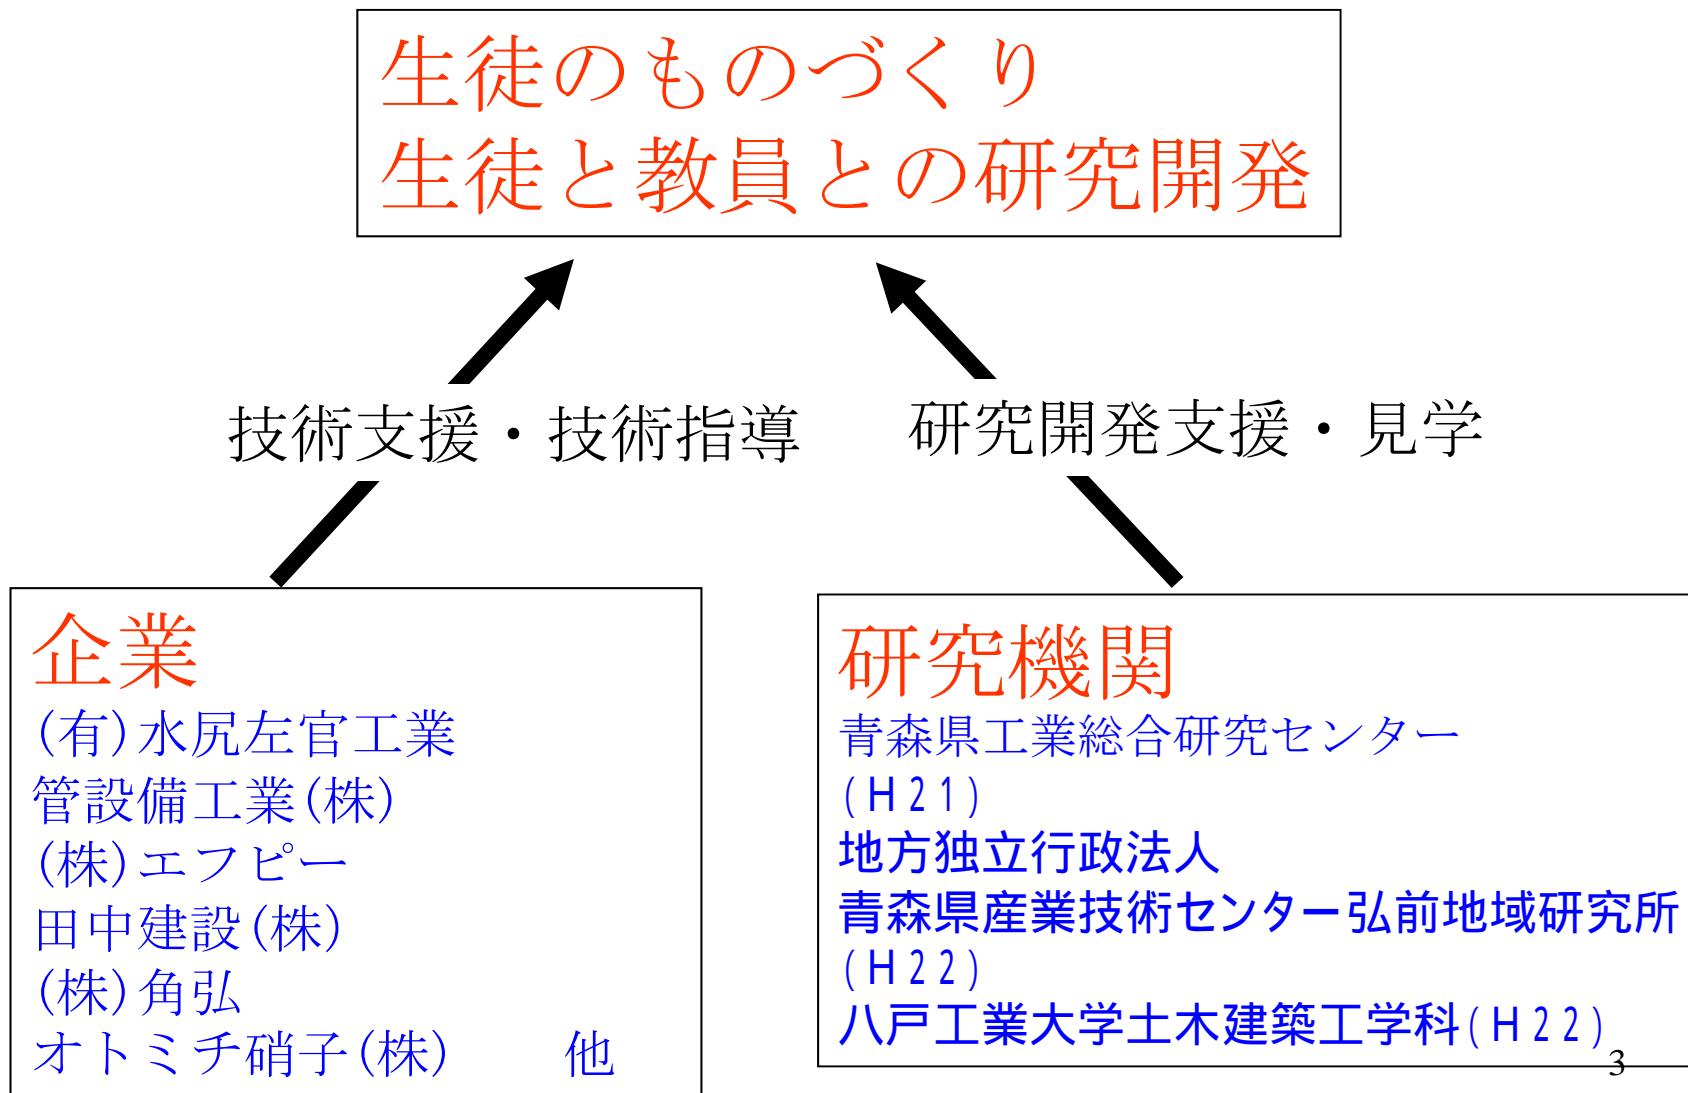 生徒のものづくり
生徒と教員との研究開発
技術支援・技術指導
研究開発支援・見学
企業
(有)水尻左官工業
管設備工業(株)
(株)エフピー
田中建設(株)
(株)角弘
オトミチ硝子(株)　　他
研究機関
青森県工業総合研究センター
(H21)
地方独立行政法人
青森県産業技術センター弘前地域研究所
(H22)
八戸工業大学土木建築工学科(H22)
3